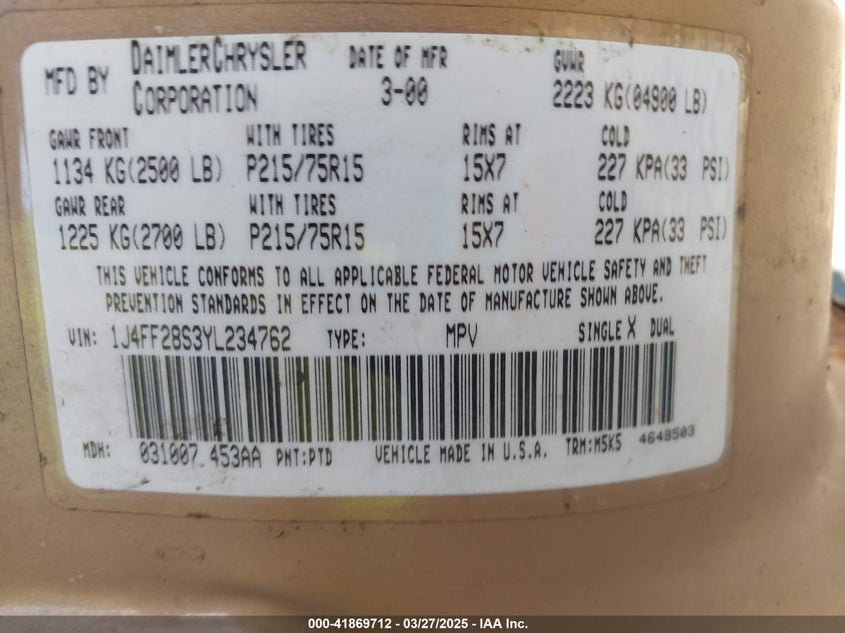 MFD BY DAIMLERCHRYSLER CORPORATION DATE OF MFR 3-00 GVWR 2223 KG(04900 LB)
GAWR FRONT WITH TIRES RIMS AT COLD
1134 KG(2500 LB) P215/75R15 15X7 227 KPA(33 PSI)
GAWR REAR WITH TIRES RIMS AT COLD
1225 KG(2700 LB) P215/75R15 15X7 227 KPA(33 PSI)
THIS VEHICLE CONFORMS TO ALL APPLICABLE FEDERAL MOTOR VEHICLE SAFETY AND THEFT
PREVENTION STANDARDS IN EFFECT ON THE DATE OF MANUFACTURE SHOWN ABOVE.
VIN: 1J4FF28S3YL234762 TYPE: MPV SINGLE X DUAL
MDH: 031007 453AA PNT:PTD VEHICLE MADE IN U.S.A. TRM:M5K5 4648503
000-41869712 - 03/27/2025 - IAA Inc.